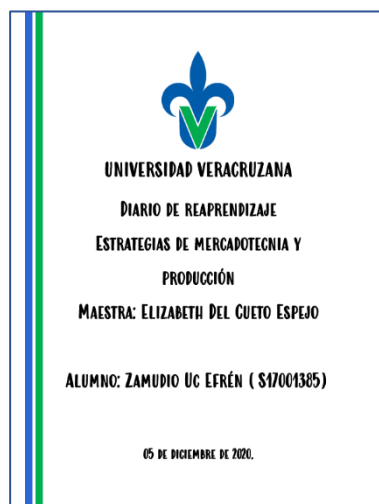 UNIVERSIDAD VERACRUZANA
DIARIO DE REAPRENDIZAJE
ESTRATEGIAS DE MERCADOTECNIA Y
PRODUCCIÓN
MAESTRA: ELIZABETH DEL CUETO ESPEJO
ALUMNO: ZAMUDIO UC EFRÉN ( S17001385)
05 DE DICIEMBRE DE 2020.